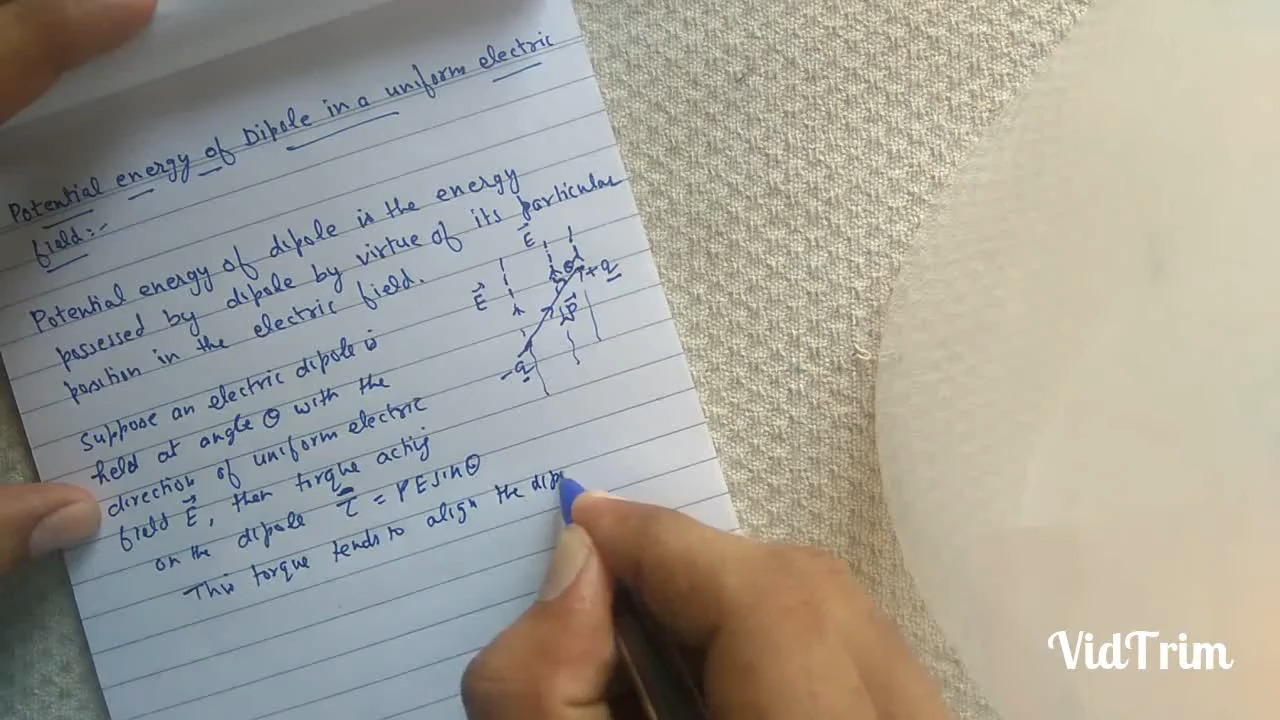 Potential energy of Dipole in a uniform electric
field:-
Potential energy of dipole is the energy
possessed by dipole by virtue of its particular
position in the electric field.
E
E
θ
+q
P
-q
Suppose an electric dipole is
held at angle θ with the
direction of uniform electric
field E, then torque acting
on the dipole τ = PE sinθ
This torque tends to align the dip
VidTrim